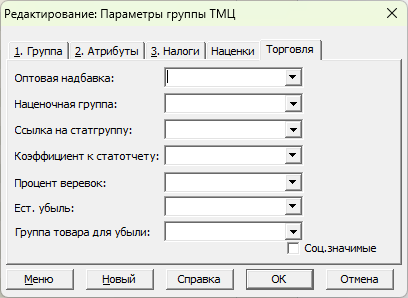 Редактирование: Параметры группы ТМЦ
1. Группа 2. Атрибуты 3. Налоги Наценки Торговля
Оптовая надбавка:
Наценочная группа:
Ссылка на статгруппу:
Коэффициент к статотчету:
Процент веревок:
Ест. убыль:
Группа товара для убыли:
Соц.значимые
Меню Новый Справка ОК Отмена